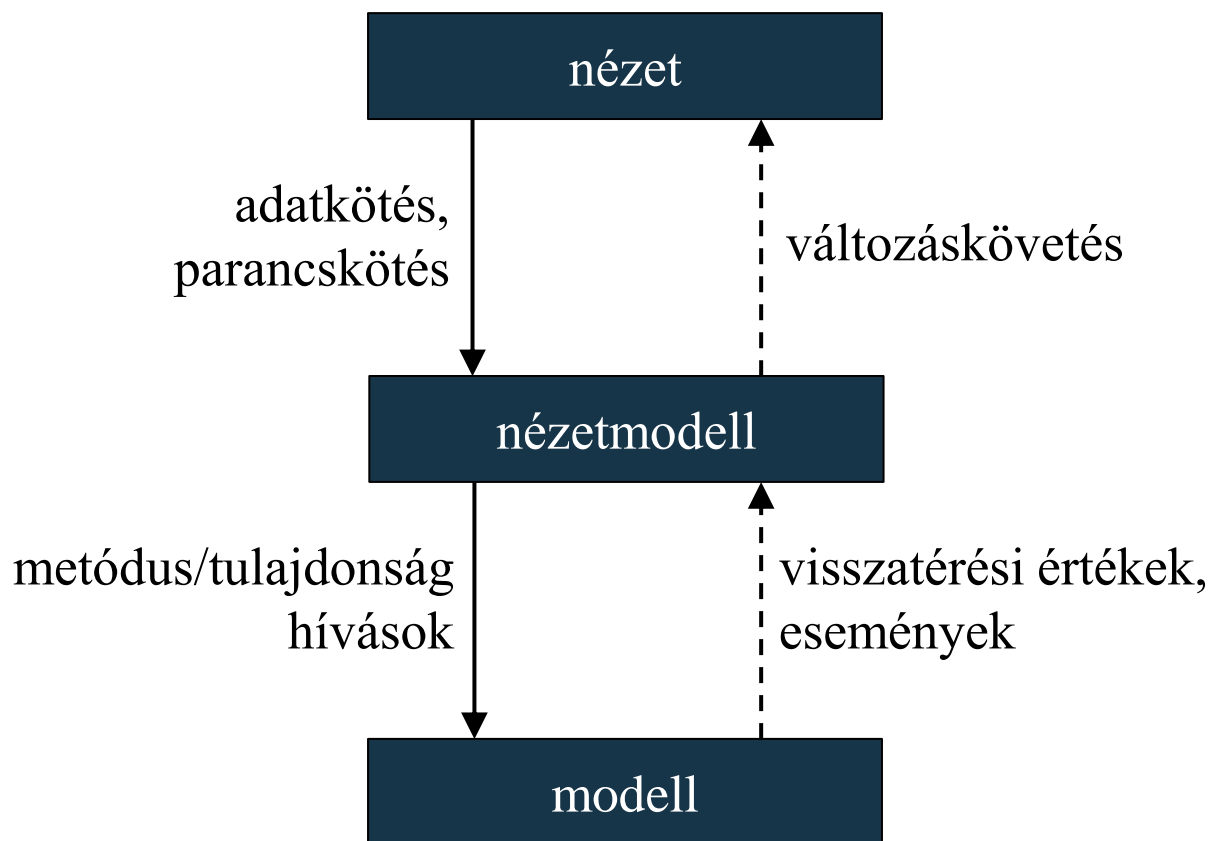 nézet
adatkötés,
parancskötés
változáskövetés
nézetmodell
metódus/tulajdonság
hívások
visszatérési értékek,
események
modell